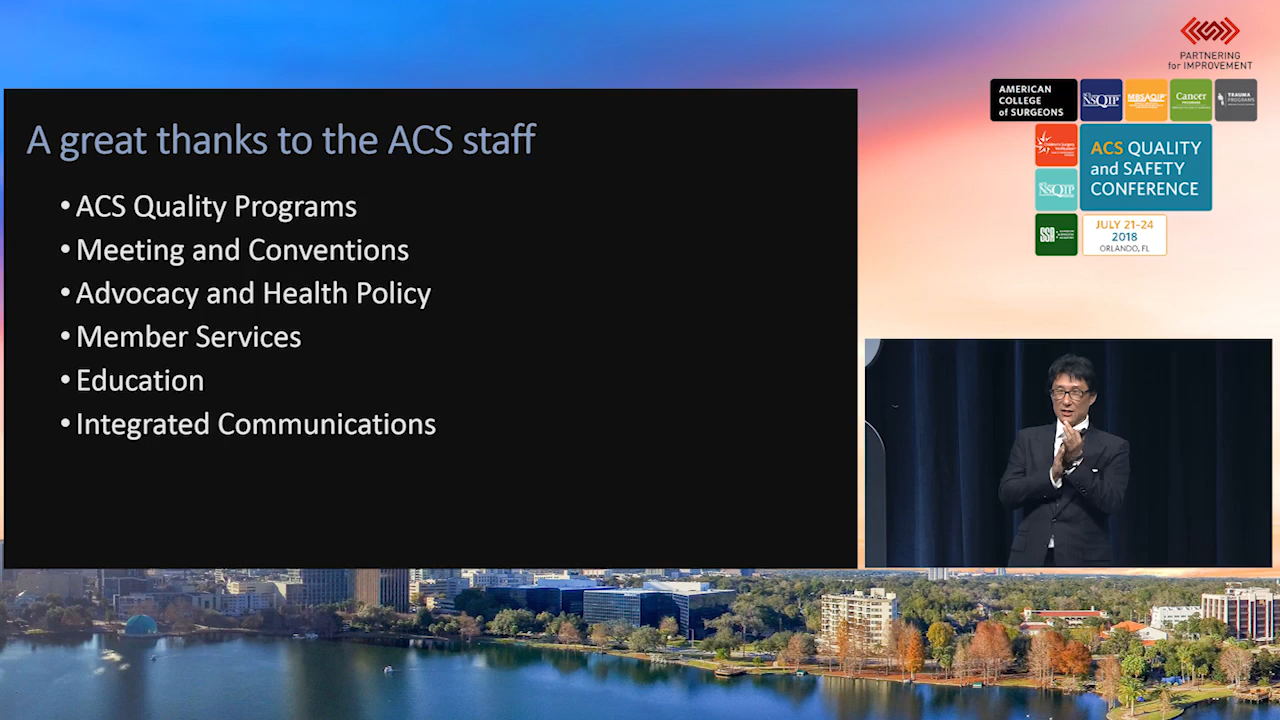 A great thanks to the ACS staff
• ACS Quality Programs
• Meeting and Conventions
• Advocacy and Health Policy
• Member Services
• Education
• Integrated Communications
PARTNERING
for IMPROVEMENT
AMERICAN
COLLEGE
of SURGEONS
NSQIP
MBSAQIP
Cancer
PROGRAMS
TRAUMA
PROGRAMS
ACS QUALITY
and SAFETY
CONFERENCE
NSQIP
SSR
JULY 21-24
2018
ORLANDO, FL